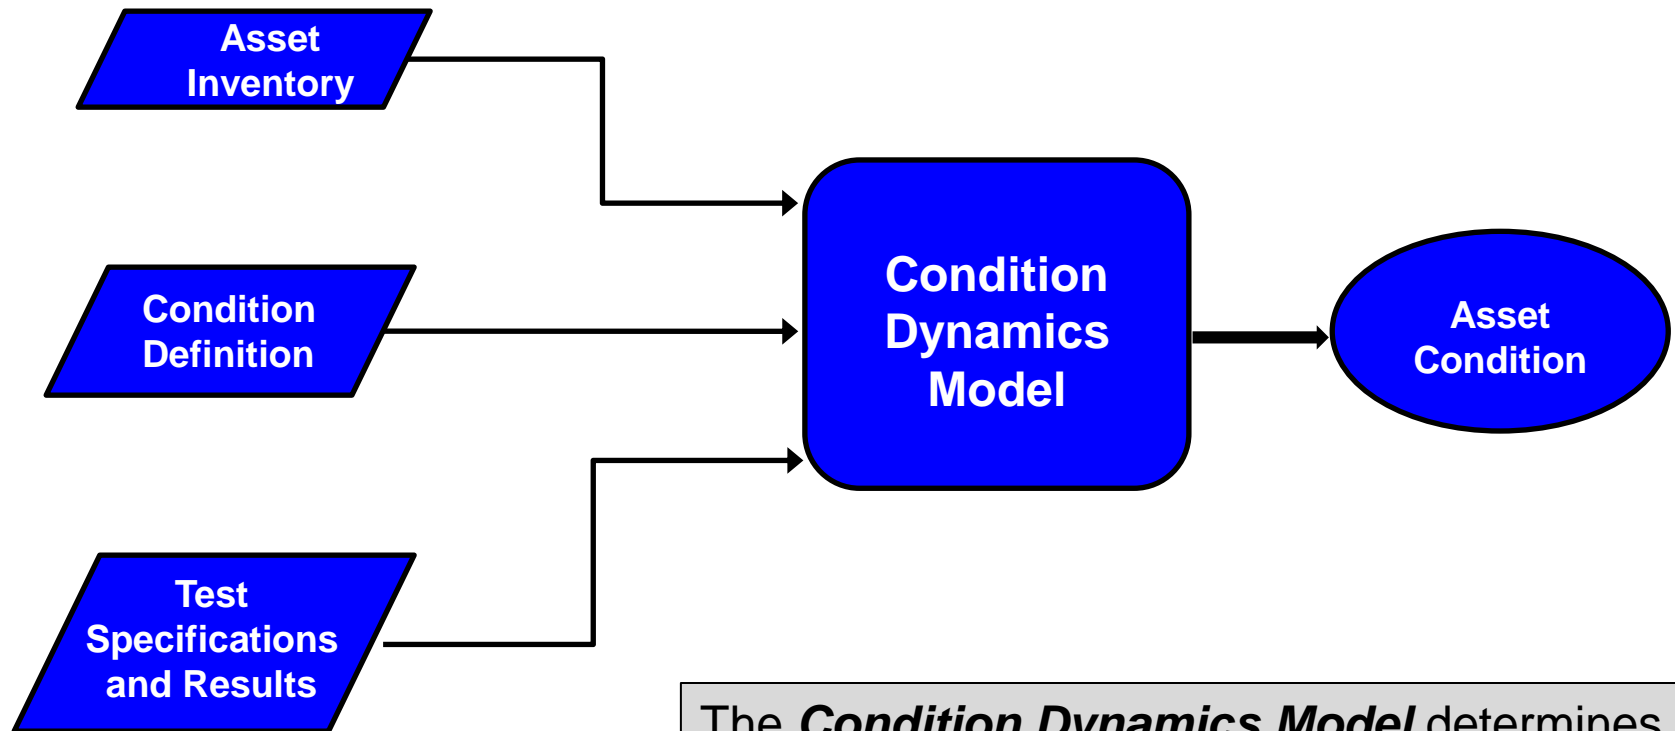 Asset
Inventory
Condition
Definition
Test
Specifications
and Results
Condition
Dynamics
Model
Asset
Condition
The Condition Dynamics Model determines